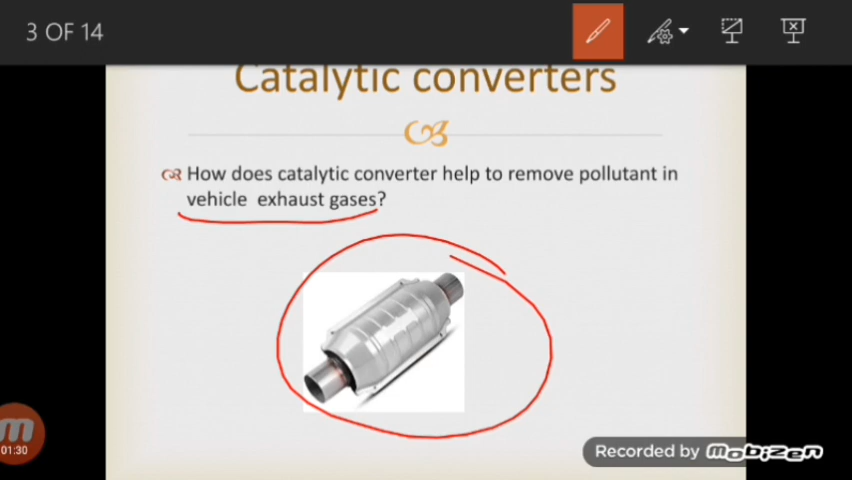 3 OF 14
Catalytic converters
How does catalytic converter help to remove pollutant in
vehicle exhaust gases?
01:30
Recorded by mobizen